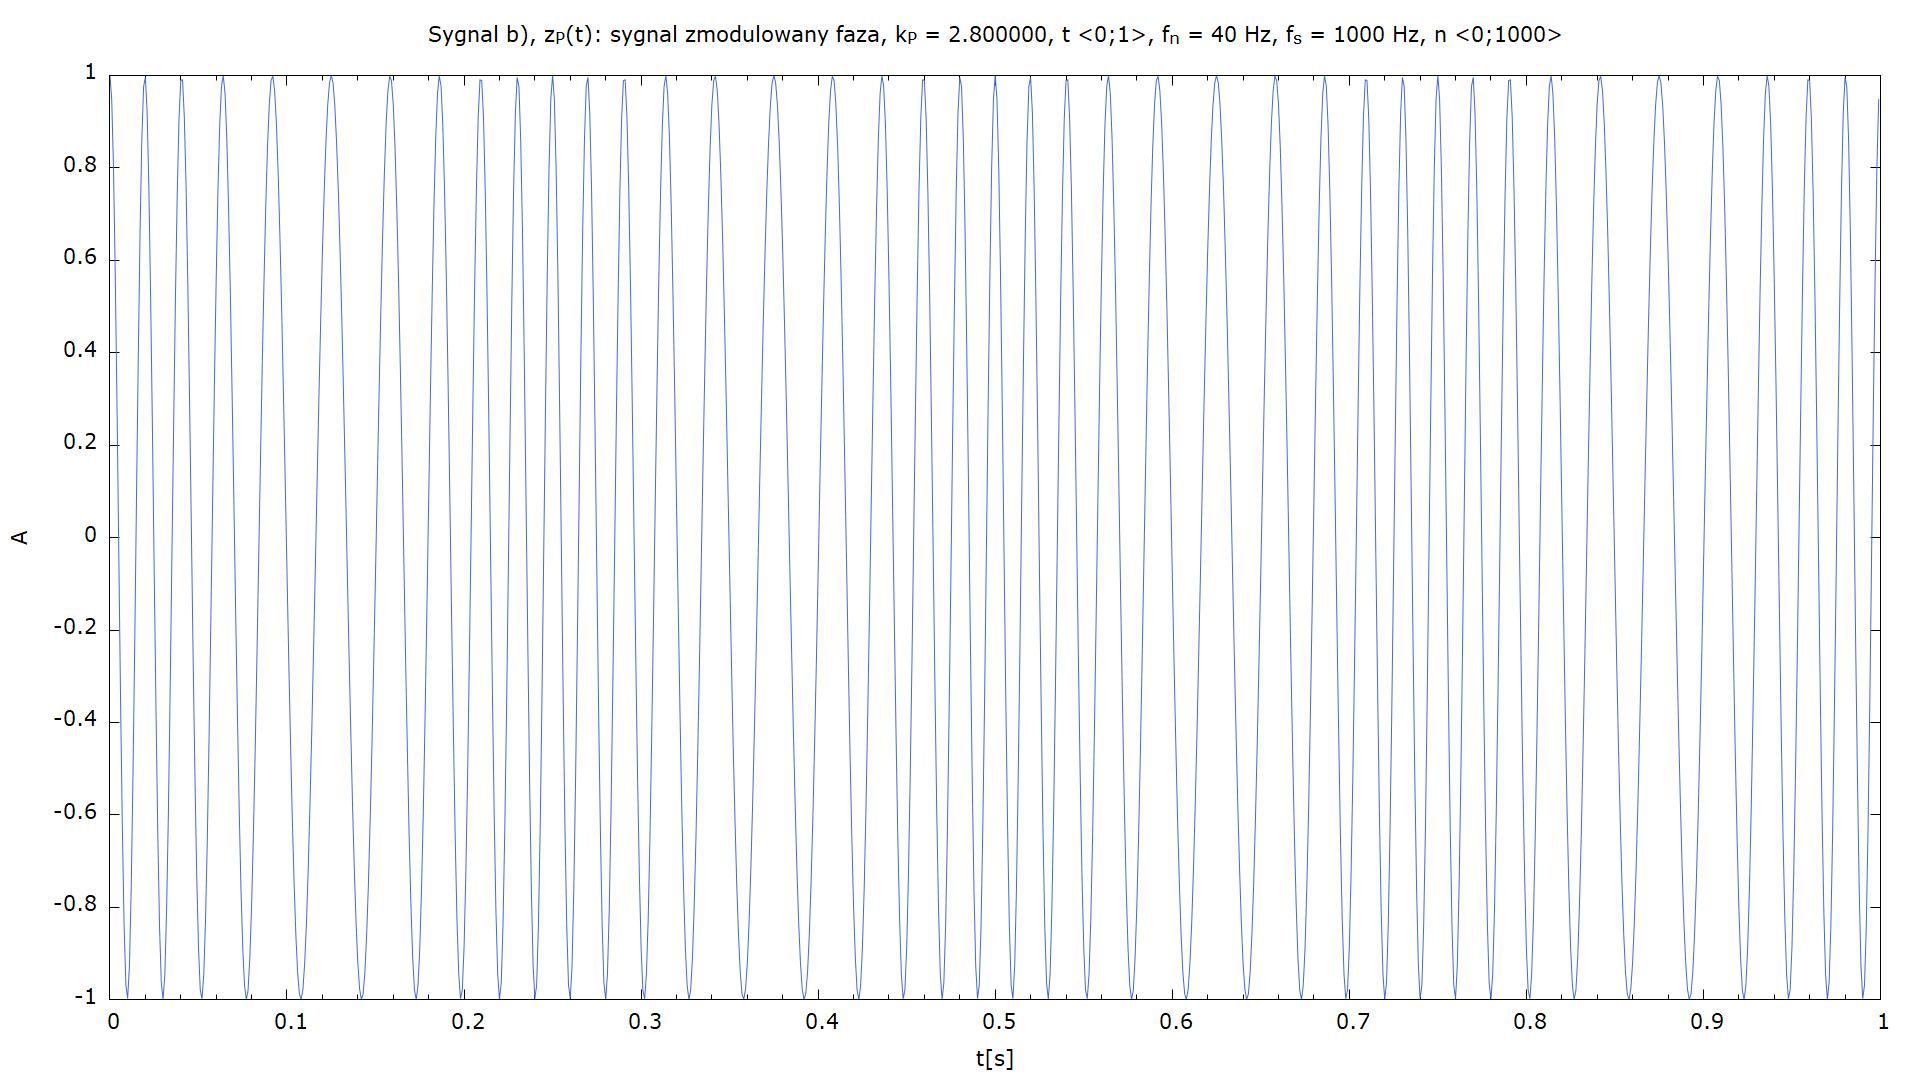 Sygnal b), zP(t): sygnal zmodulowany faza, kP = 2.800000, t <0;1>, fn = 40 Hz, fs = 1000 Hz, n <0;1000>
1
0.8
0.6
0.4
0.2
0
-0.2
-0.4
-0.6
-0.8
-1
A
0 0.1 0.2 0.3 0.4 0.5 0.6 0.7 0.8 0.9 1
t[s]